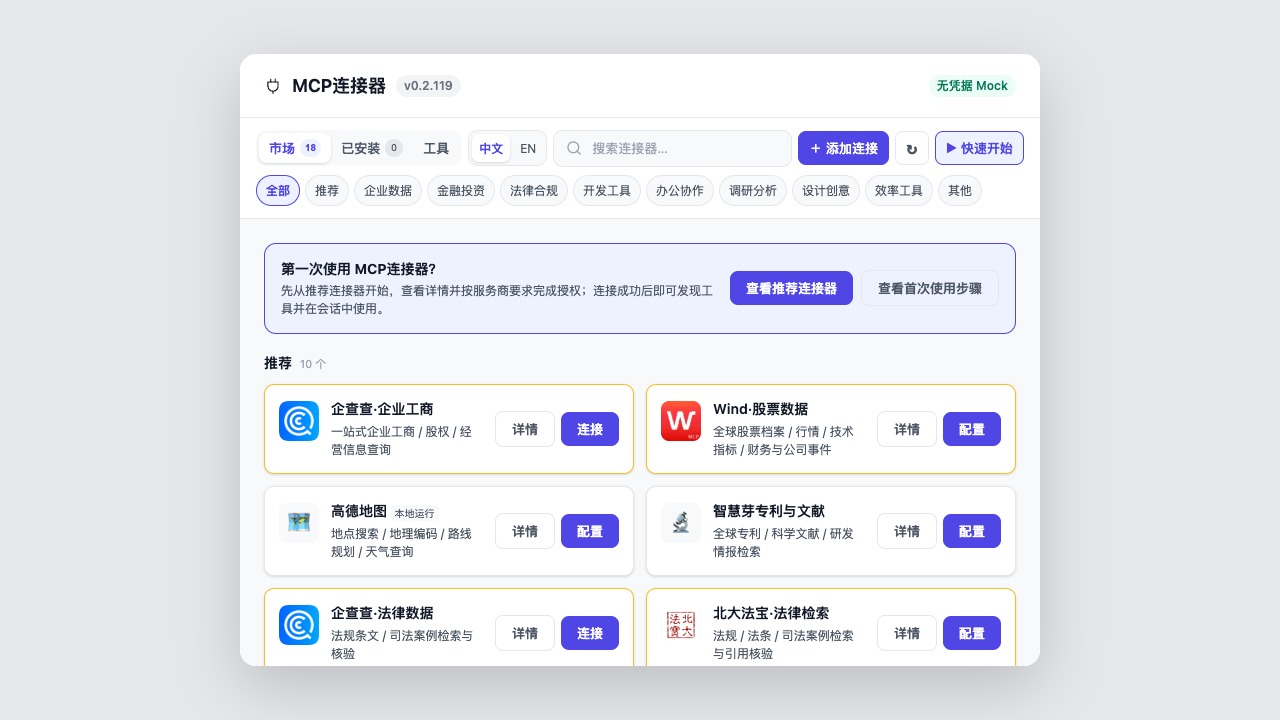 MCP连接器 v0.2.119 无凭据 Mock
市场 18 已安装 0 工具 中文 EN 搜索连接器... + 添加连接 ↻ ▶ 快速开始
全部 推荐 企业数据 金融投资 法律合规 开发工具 办公协作 调研分析 设计创意 效率工具 其他
第一次使用 MCP连接器?
先从推荐连接器开始，查看详情并按服务商要求完成授权；连接成功后即可发现工
具并在会话中使用。
查看推荐连接器 查看首次使用步骤
推荐 10 个
企查查·企业工商
一站式企业工商 / 股权 / 经
营信息查询
详情 连接
W
MCP
Wind·股票数据
全球股票档案 / 行情 / 技术
指标 / 财务与公司事件
详情 配置
高德地图 本地运行
地点搜索 / 地理编码 / 路线
规划 / 天气查询
详情 配置
智慧芽专利与文献
全球专利 / 科学文献 / 研发
情报检索
详情 配置
企查查·法律数据
法规条文 / 司法案例检索与
核验
详情 连接
法北
寶大
北大法宝·法律检索
法规 / 法条 / 司法案例检索
与引用核验
详情 配置